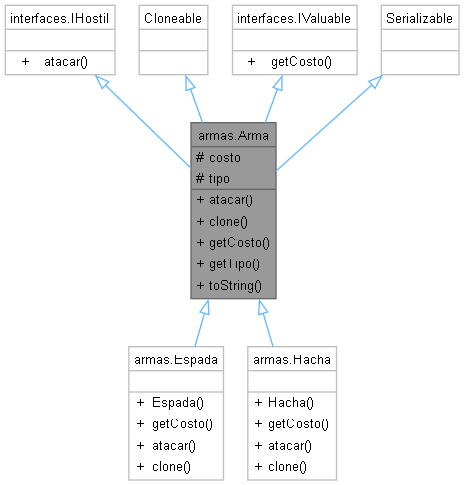 interfaces.IHostil
+ atacar()
Cloneable
interfaces.IValuable
+ getCosto()
Serializable
armas.Arma
# costo
# tipo
+ atacar()
+ clone()
+ getCosto()
+ getTipo()
+ toString()
armas.Espada
+ Espada()
+ getCosto()
+ atacar()
+ clone()
armas.Hacha
+ Hacha()
+ getCosto()
+ atacar()
+ clone()